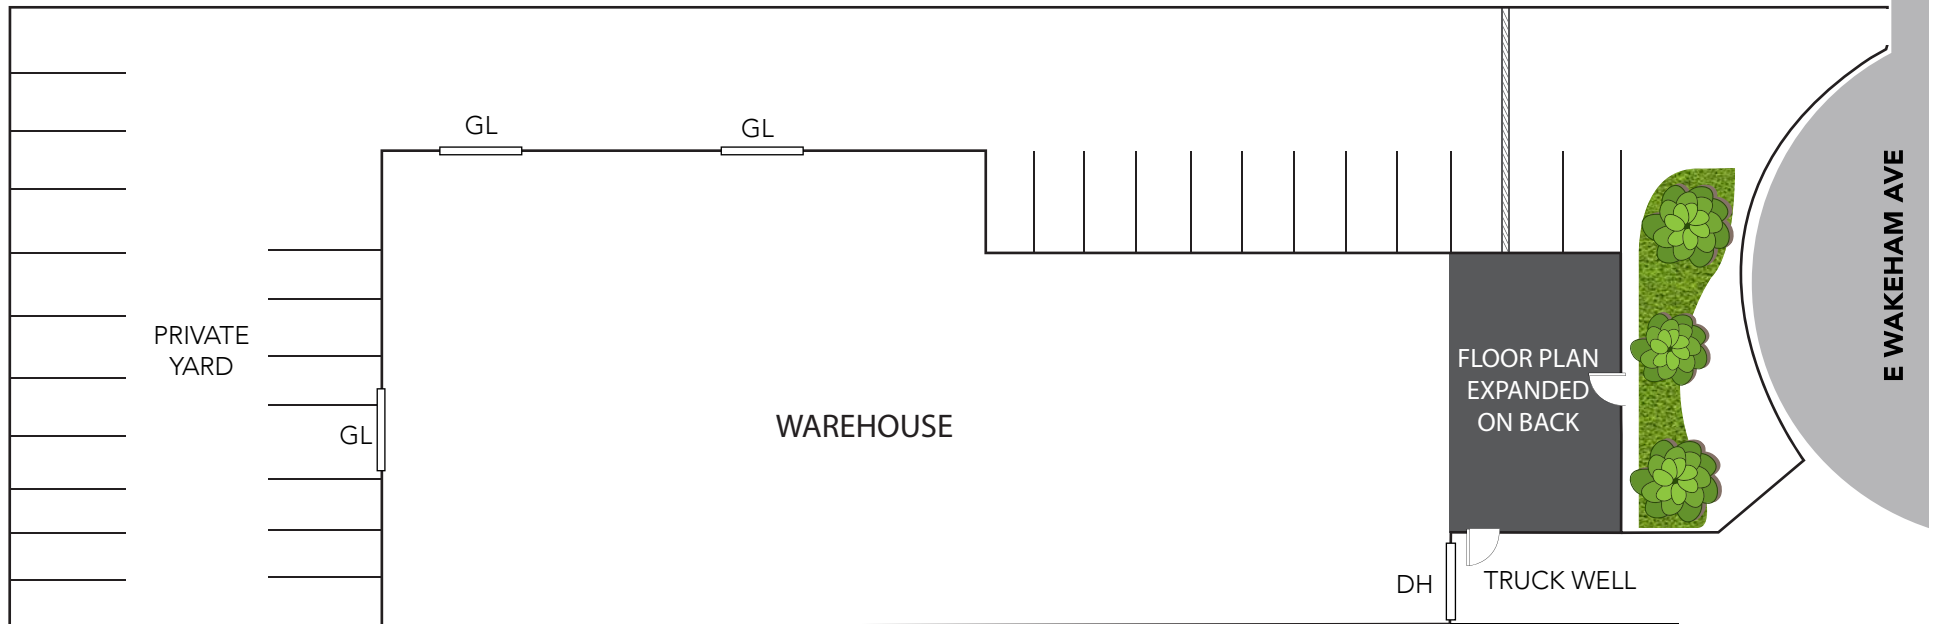 GL
GL
E WAKEHAM AVE
PRIVATE
YARD
GL
WAREHOUSE
FLOOR PLAN
EXPANDED
ON BACK
DH
TRUCK WELL